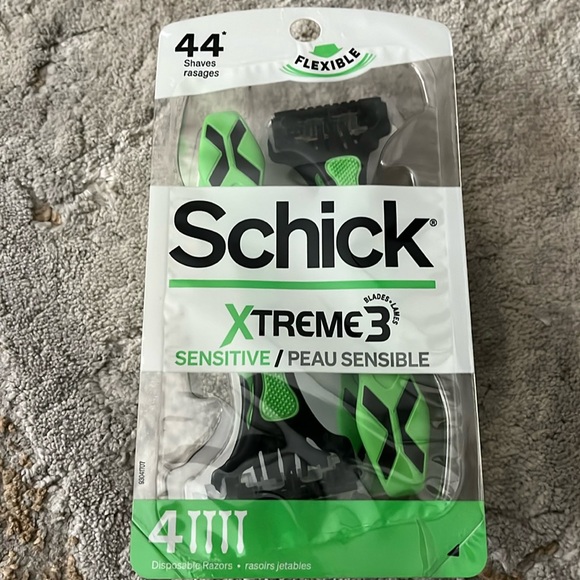 44*
Shaves
rasages
FLEXIBLE
Schick®
XTREME3
BLADES•LAMES
SENSITIVE / PEAU SENSIBLE
4
Disposable Razors • rasoirs jetables